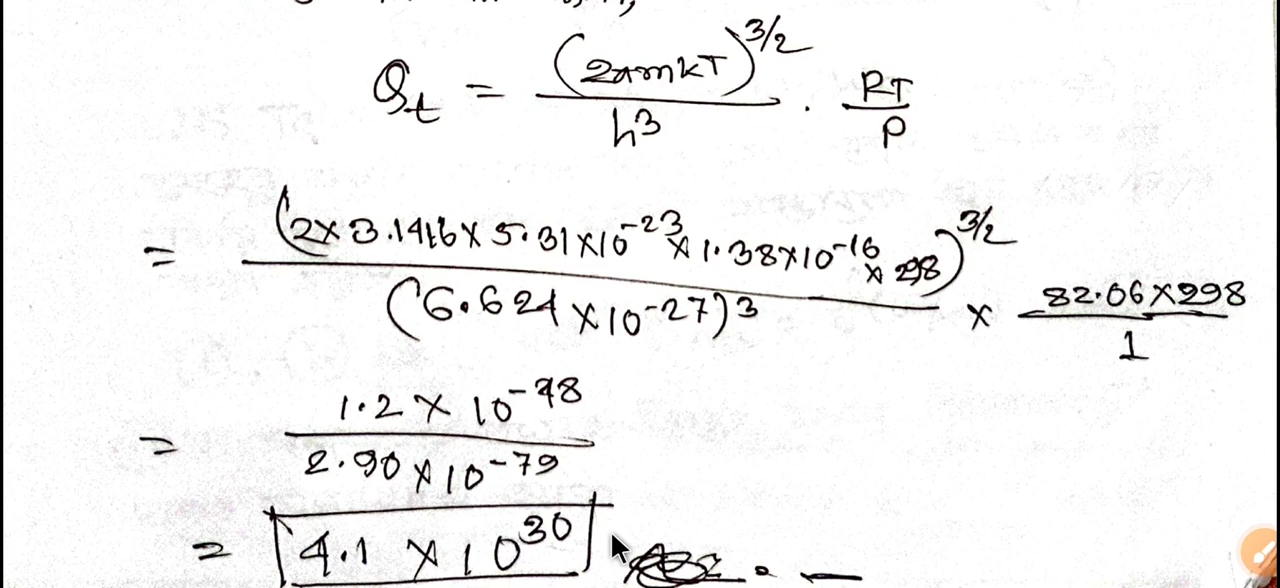 Q_t = (2πmkT)^3/2 / h^3 . RT / P
= (2×3.1416×5.31×10^-23×1.38×10^-16×298)^3/2 / (6.624×10^-27)^3 × 82.06×298 / 1
= 1.2×10^-48 / 2.90×10^-79
= 4.1×10^30